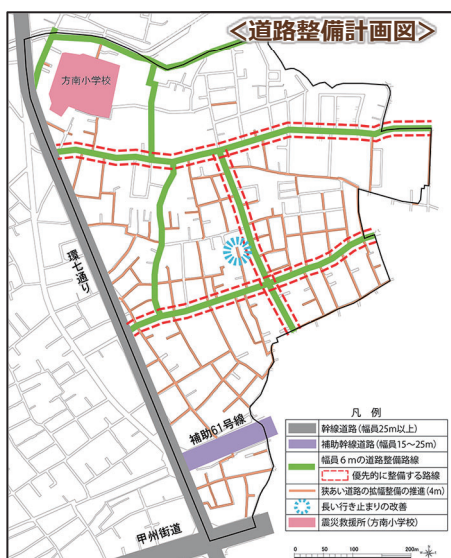 <道路整備計画図>
方南小学校
環七通り
補助61号線
甲州街道
凡 例
幹線道路(幅員25m以上)
補助幹線道路(幅員15~25m)
幅員6mの道路整備路線
優先的に整備する路線
狭あい道路の拡幅整備の推進(4m)
長い行き止まりの改善
震災救援所(方南小学校)
0 50 100 200m